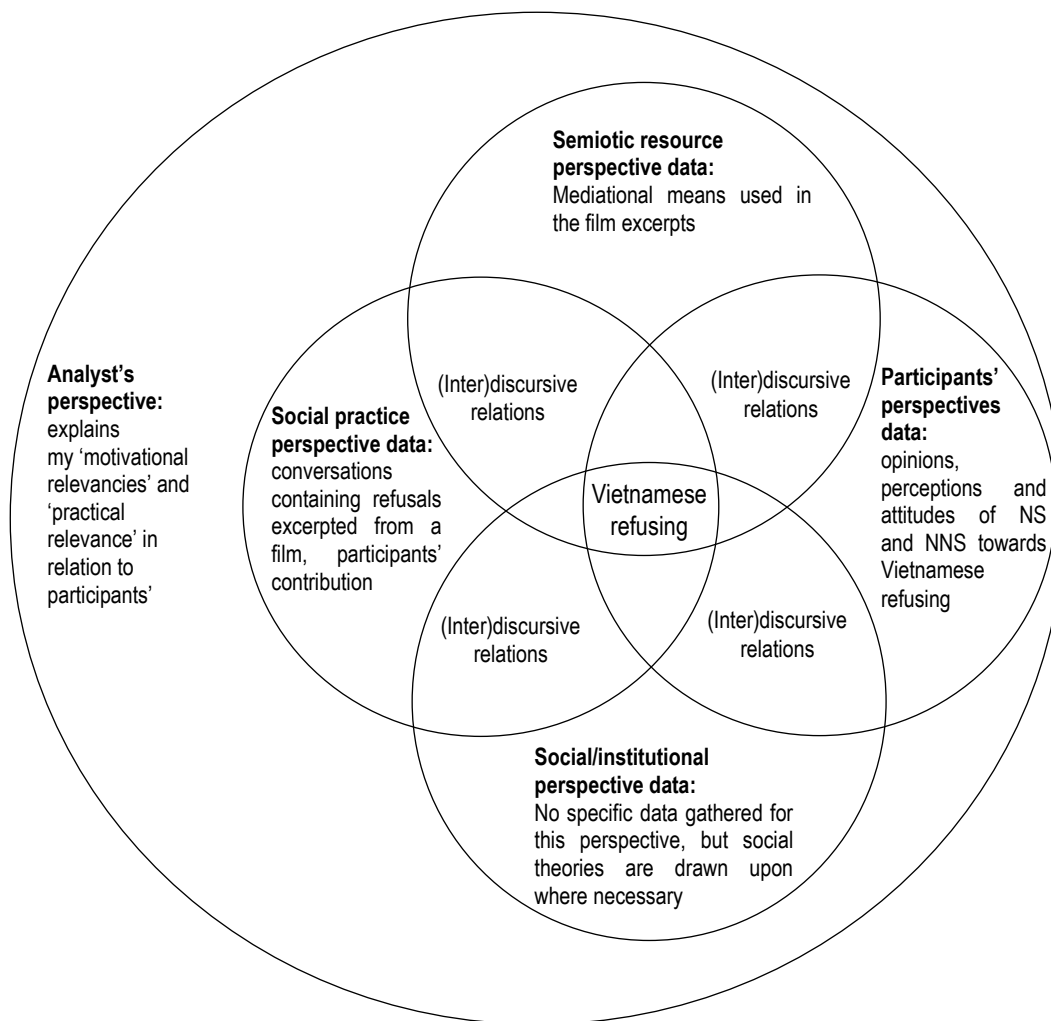 Semiotic resource
perspective data:
Mediational means used in
the film excerpts
Analyst’s
perspective:
explains
my ‘motivational
relevancies’ and
‘practical
relevance’ in
relation to
participants’
Social practice
perspective data:
conversations
containing refusals
excerpted from a
film, participants’
contribution
(Inter)discursive
relations
(Inter)discursive
relations
Participants’
perspectives
data:
opinions,
perceptions and
attitudes of NS
and NNS towards
Vietnamese
refusing
Vietnamese
refusing
(Inter)discursive
relations
(Inter)discursive
relations
Social/institutional
perspective data:
No specific data gathered for
this perspective, but social
theories are drawn upon
where necessary